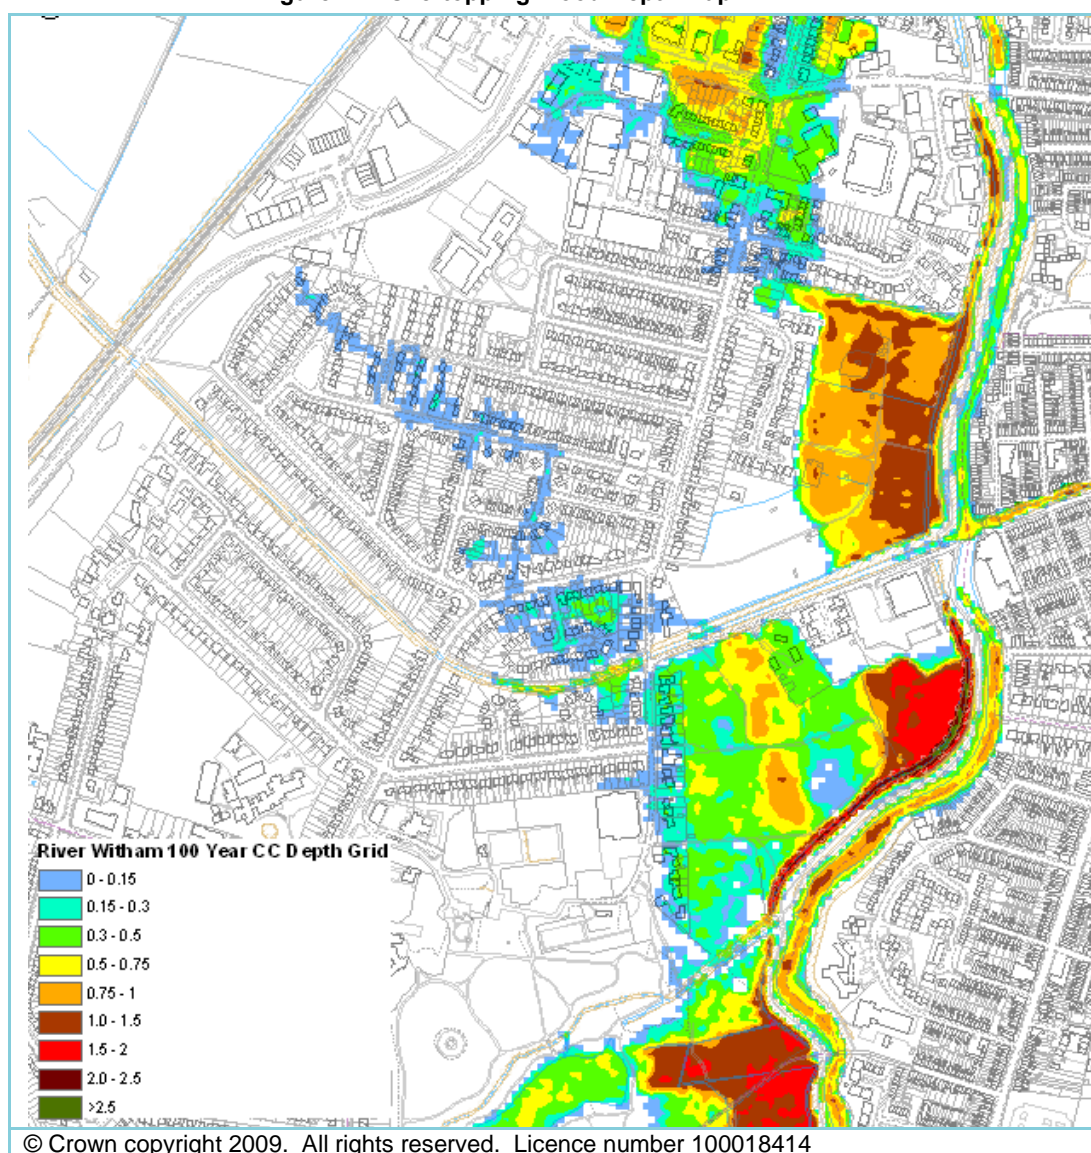 River Witham 100 Year CC Depth Grid
0 - 0.15
0.15 - 0.3
0.3 - 0.5
0.5 - 0.75
0.75 - 1
1.0 - 1.5
1.5 - 2
2.0 - 2.5
>2.5
© Crown copyright 2009. All rights reserved. Licence number 100018414